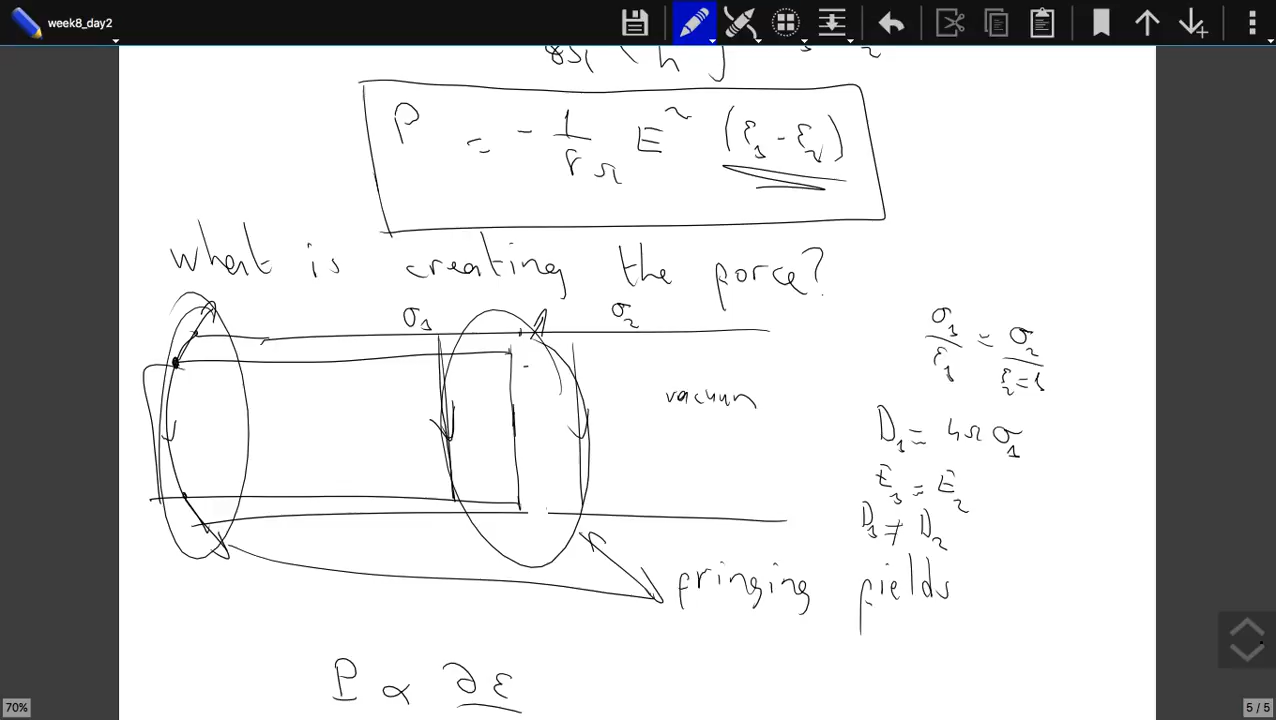 week8_day2
P = - 1/8π E² (ε₁ - ε₂)
what is creating the force?
σ₁ σ₂
vacuum
σ₁/ε₁ = σ₂/ε₂=1
D₁ = 4π σ₁
E₁ = E₂
D₁ ≠ D₂
fringing fields
P ∝ ∂ε
70%
5 / 5